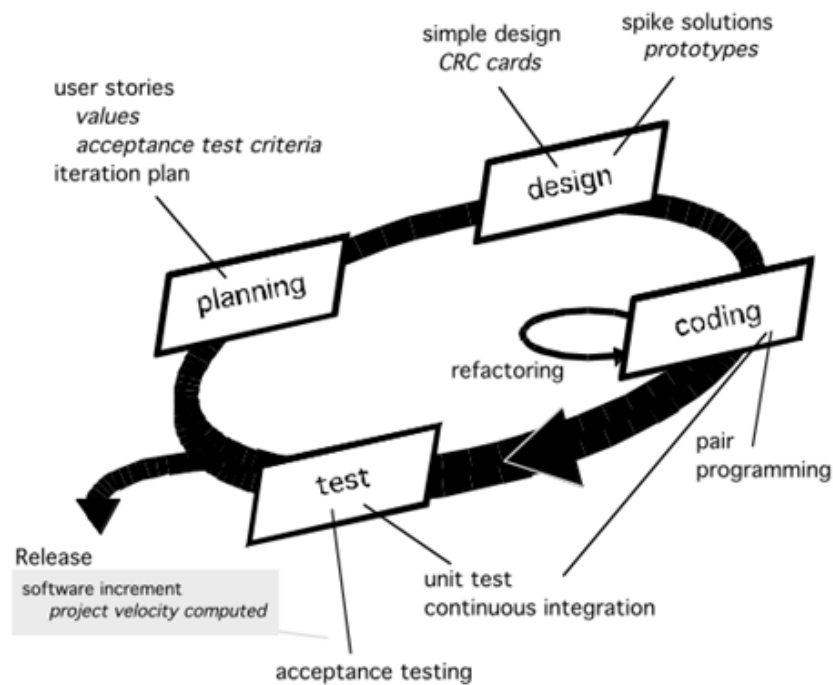 spike solutions
prototypes
simple design
CRC cards
user stories
values
acceptance test criteria
iteration plan
design
planning
coding
refactoring
test
pair
programming
Release
software increment
project velocity computed
unit test
continuous integration
acceptance testing